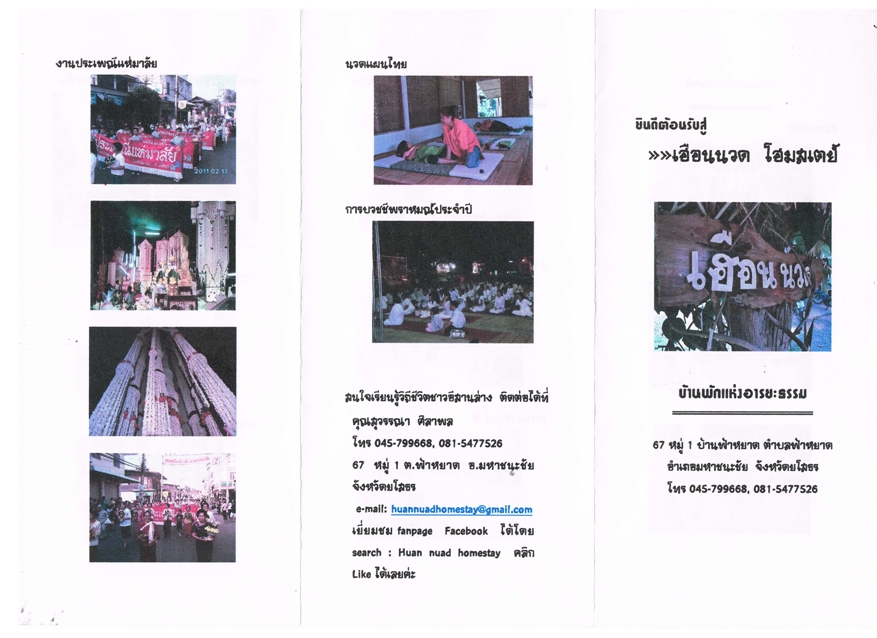 งานประเพณีแห่มาลัย
แห่มาลัย
2011 02 17
นวดแผนไทย
การบวชชีพราหมณ์ประจำปี
สนใจเรียนรู้วิถีชีวิตชาวอีสานล่าง ติดต่อได้ที่
คุณสุวรรณา ศิลาพล
โทร 045-799668, 081-5477526
67 หมู่ 1 ต.ฟ้าหยาด อ.มหาชนะชัย
จังหวัดยโสธร
e-mail: huannuadhomestay@gmail.com
เยี่ยมชม fanpage Facebook ได้โดย
search : Huan nuad homestay คลิก
Like ได้เลยค่ะ
ยินดีต้อนรับสู่
»»เฮือนนวด โฮมสเตย์
เฮือนนวด
บ้านพักแห่งอารยะธรรม
67 หมู่ 1 บ้านฟ้าหยาด ตำบลฟ้าหยาด
อำเภอมหาชนะชัย จังหวัดยโสธร
โทร 045-799668, 081-5477526